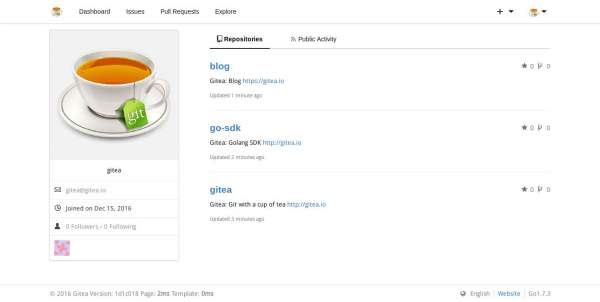 Dashboard Issues Pull Requests Explore
Repositories Public Activity
git
gitea
gitea@gitea.io
Joined on Dec 15, 2016
0 Followers - 0 Following
blog
0 0
Gitea: Blog https://gitea.io
Updated 1 minute ago
go-sdk
0 0
Gitea: Golang SDK http://gitea.io
Updated 2 minutes ago
gitea
0 0
Gitea: Git with a cup of tea http://gitea.io
Updated 3 minutes ago
© 2016 Gitea Version: 1d1c018 Page: 2ms Template: 0ms
English Website Go1.7.3